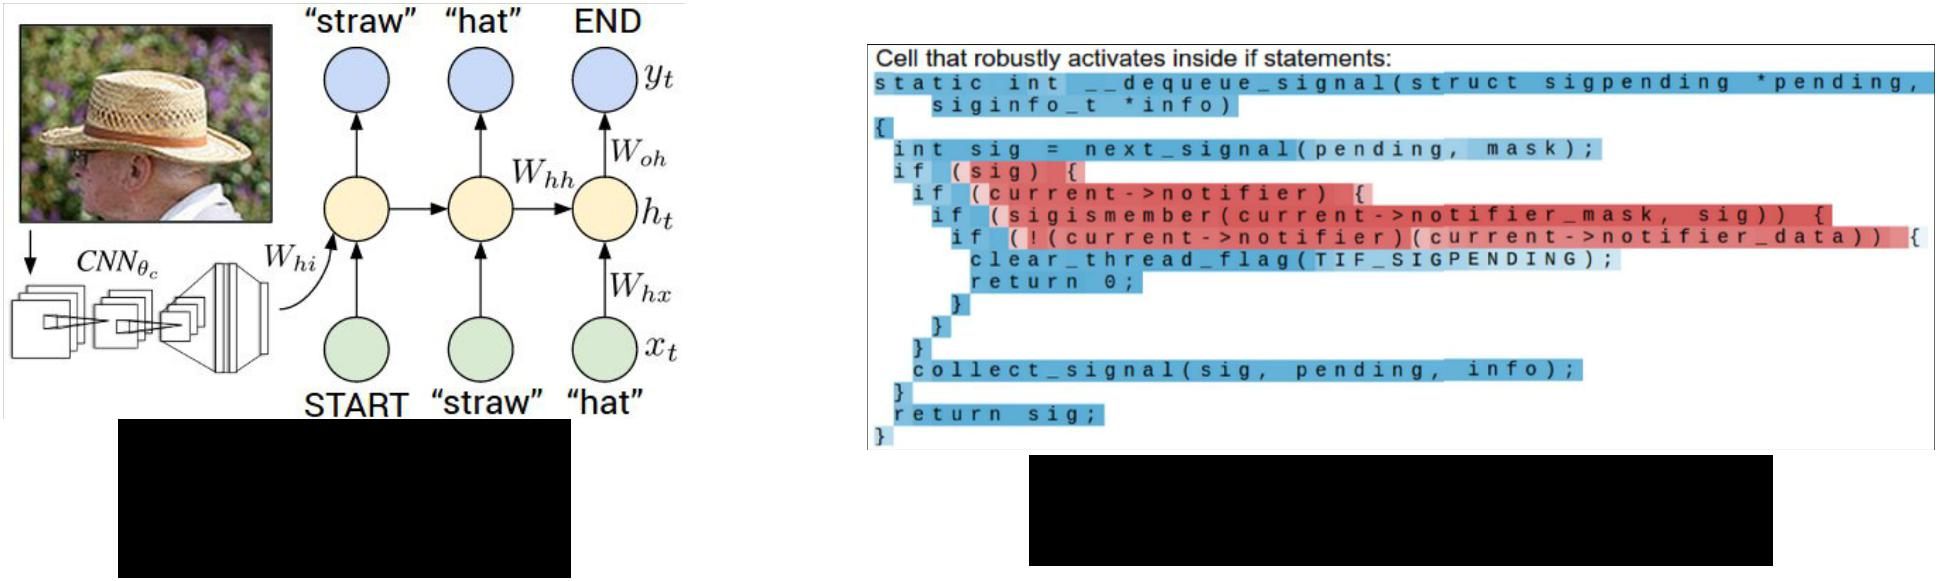 “straw” “hat” END
y_t
W_oh
W_hh
h_t
CNN_θc
W_hi
W_hx
x_t
START “straw” “hat”
Cell that robustly activates inside if statements:
static int __dequeue_signal(struct sigpending *pending,
siginfo_t *info)
{
int sig = next_signal(pending, mask);
if (sig) {
if (current->notifier) {
if (sigismember(current->notifier_mask, sig)) {
if (!(current->notifier)(current->notifier_data)) {
clear_thread_flag(TIF_SIGPENDING);
return 0;
}
}
}
collect_signal(sig, pending, info);
}
return sig;
}